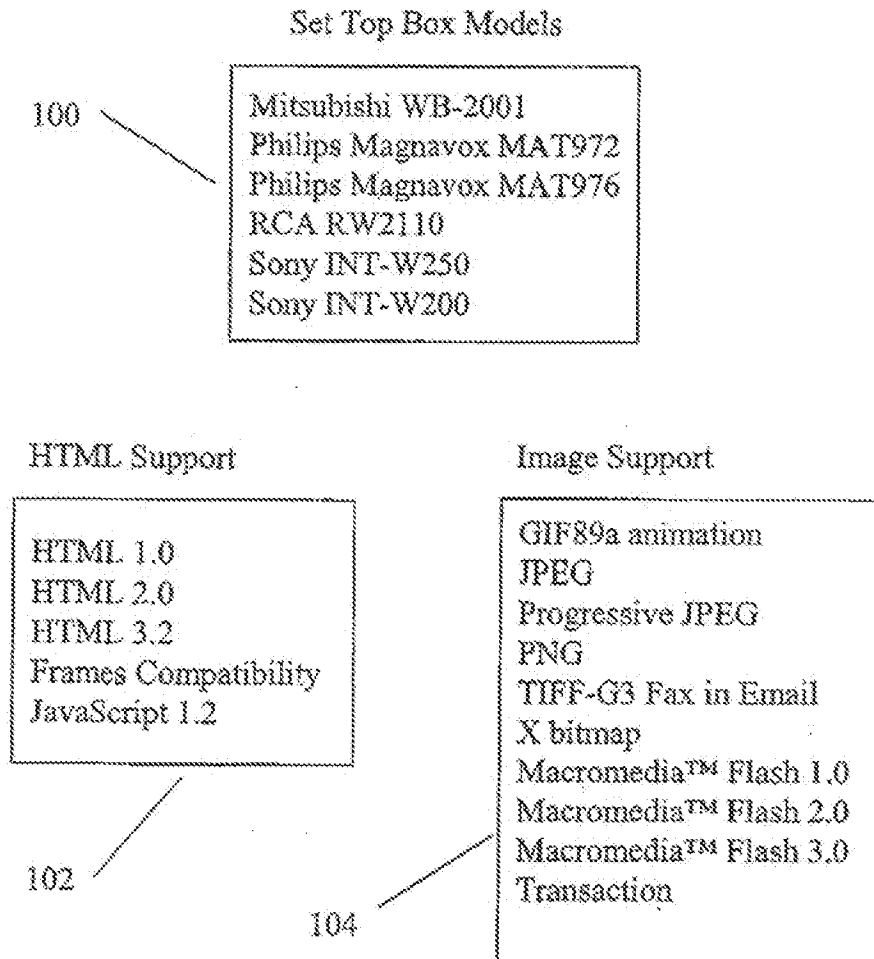 Set Top Box Models
100
Mitsubishi WB-2001
Philips Magnavox MAT972
Philips Magnavox MAT976
RCA RW2110
Sony INT-W250
Sony INT-W200
HTML Support
HTML 1.0
HTML 2.0
HTML 3.2
Frames Compatibility
JavaScript 1.2
102
Image Support
GIF89a animation
JPEG
Progressive JPEG
PNG
TIFF-G3 Fax in Email
X bitmap
Macromedia™ Flash 1.0
Macromedia™ Flash 2.0
Macromedia™ Flash 3.0
Transaction
104